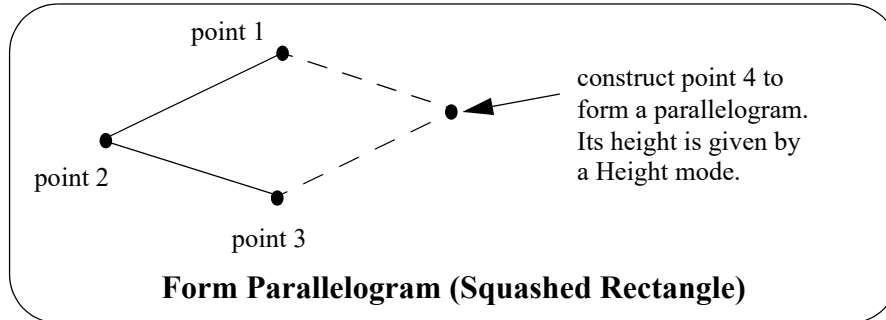 point 1
construct point 4 to
form a parallelogram.
Its height is given by
a Height mode.
point 2
point 3
Form Parallelogram (Squashed Rectangle)